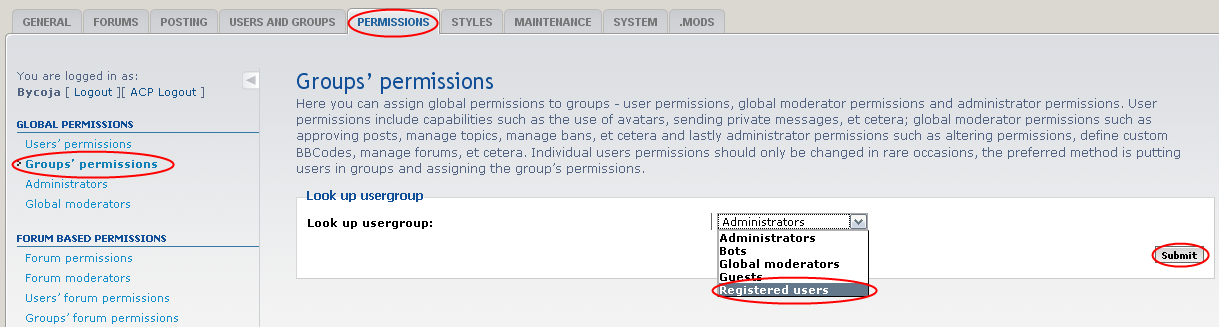 GENERAL FORUMS POSTING USERS AND GROUPS PERMISSIONS STYLES MAINTENANCE SYSTEM .MODS
You are logged in as:
Bycoja [ Logout ][ ACP Logout ]
GLOBAL PERMISSIONS
Users' permissions
Groups' permissions
Administrators
Global moderators
FORUM BASED PERMISSIONS
Forum permissions
Forum moderators
Users' forum permissions
Groups' forum permissions
Groups' permissions
Here you can assign global permissions to groups - user permissions, global moderator permissions and administrator permissions. User
permissions include capabilities such as the use of avatars, sending private messages, et cetera; global moderator permissions such as
approving posts, manage topics, manage bans, et cetera and lastly administrator permissions such as altering permissions, define custom
BBCodes, manage forums, et cetera. Individual users permissions should only be changed in rare occasions, the preferred method is putting
users in groups and assigning the group's permissions.
Look up usergroup
Look up usergroup: Administrators
Administrators
Bots
Global moderators
Guests
Registered users
Submit